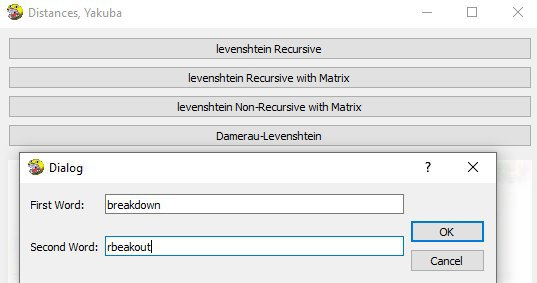 Distances, Yakuba
levenshtein Recursive
levenshtein Recursive with Matrix
levenshtein Non-Recursive with Matrix
Damerau-Levenshtein
Dialog ?
First Word: breakdown
Second Word: rbeakout
OK
Cancel